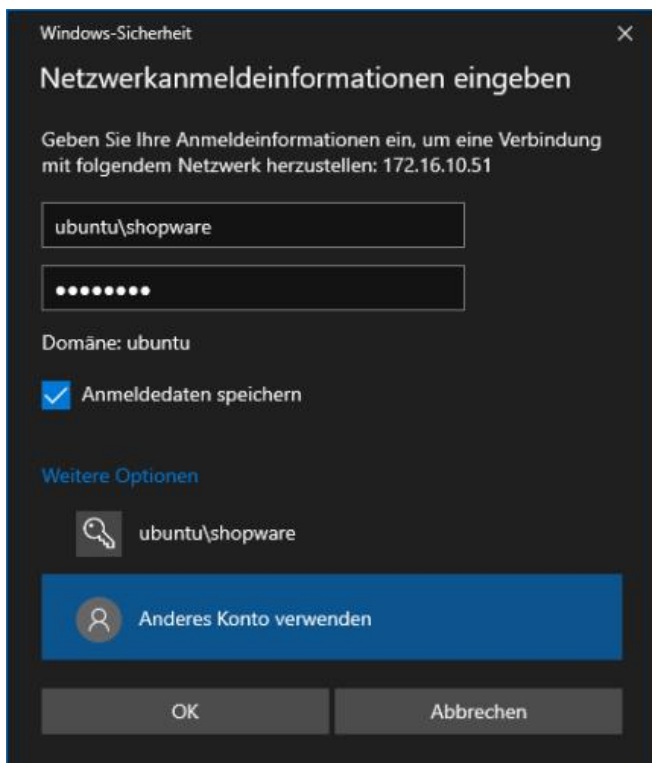 Windows-Sicherheit
Netzwerkanmeldeinformationen eingeben
Geben Sie Ihre Anmeldeinformationen ein, um eine Verbindung
mit folgendem Netzwerk herzustellen: 172.16.10.51
ubuntu\shopware
●●●●●●●●
Domäne: ubuntu
Anmeldedaten speichern
Weitere Optionen
ubuntu\shopware
Anderes Konto verwenden
OK
Abbrechen